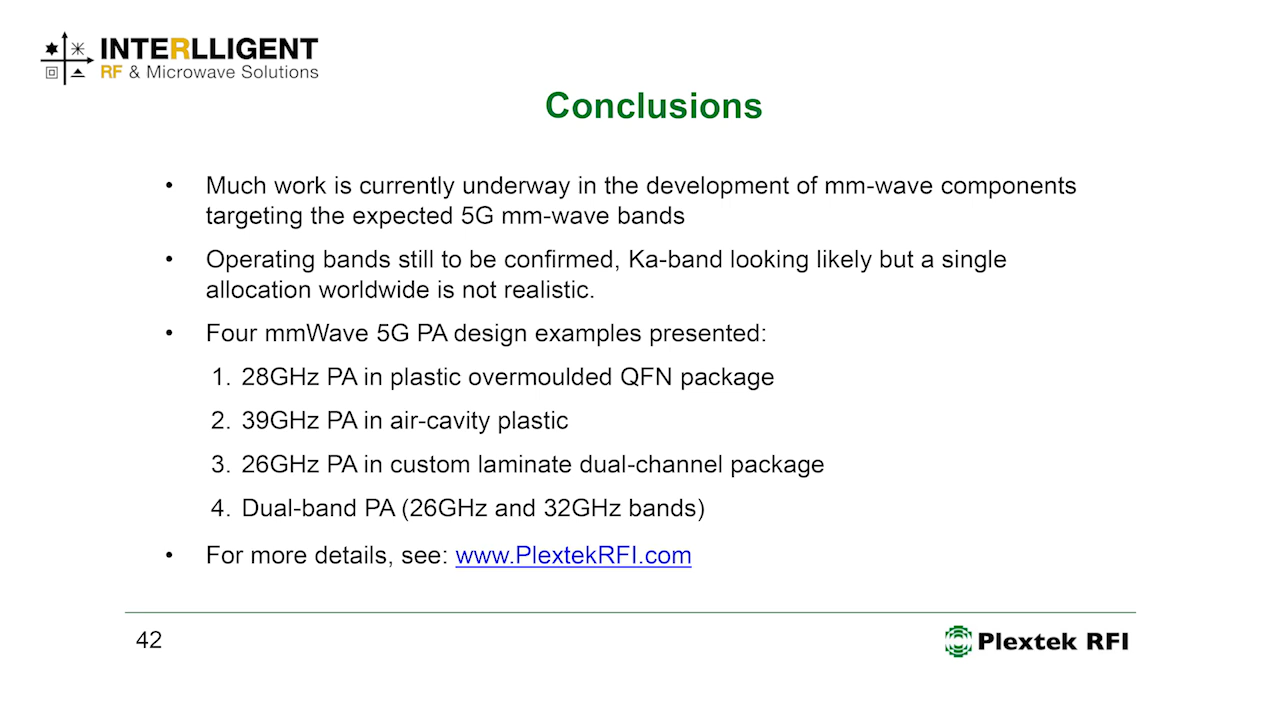 INTERLLIGENT
RF & Microwave Solutions
Conclusions
• Much work is currently underway in the development of mm-wave components
targeting the expected 5G mm-wave bands
• Operating bands still to be confirmed, Ka-band looking likely but a single
allocation worldwide is not realistic.
• Four mmWave 5G PA design examples presented:
1. 28GHz PA in plastic overmoulded QFN package
2. 39GHz PA in air-cavity plastic
3. 26GHz PA in custom laminate dual-channel package
4. Dual-band PA (26GHz and 32GHz bands)
• For more details, see: www.PlextekRFI.com
42
Plextek RFI